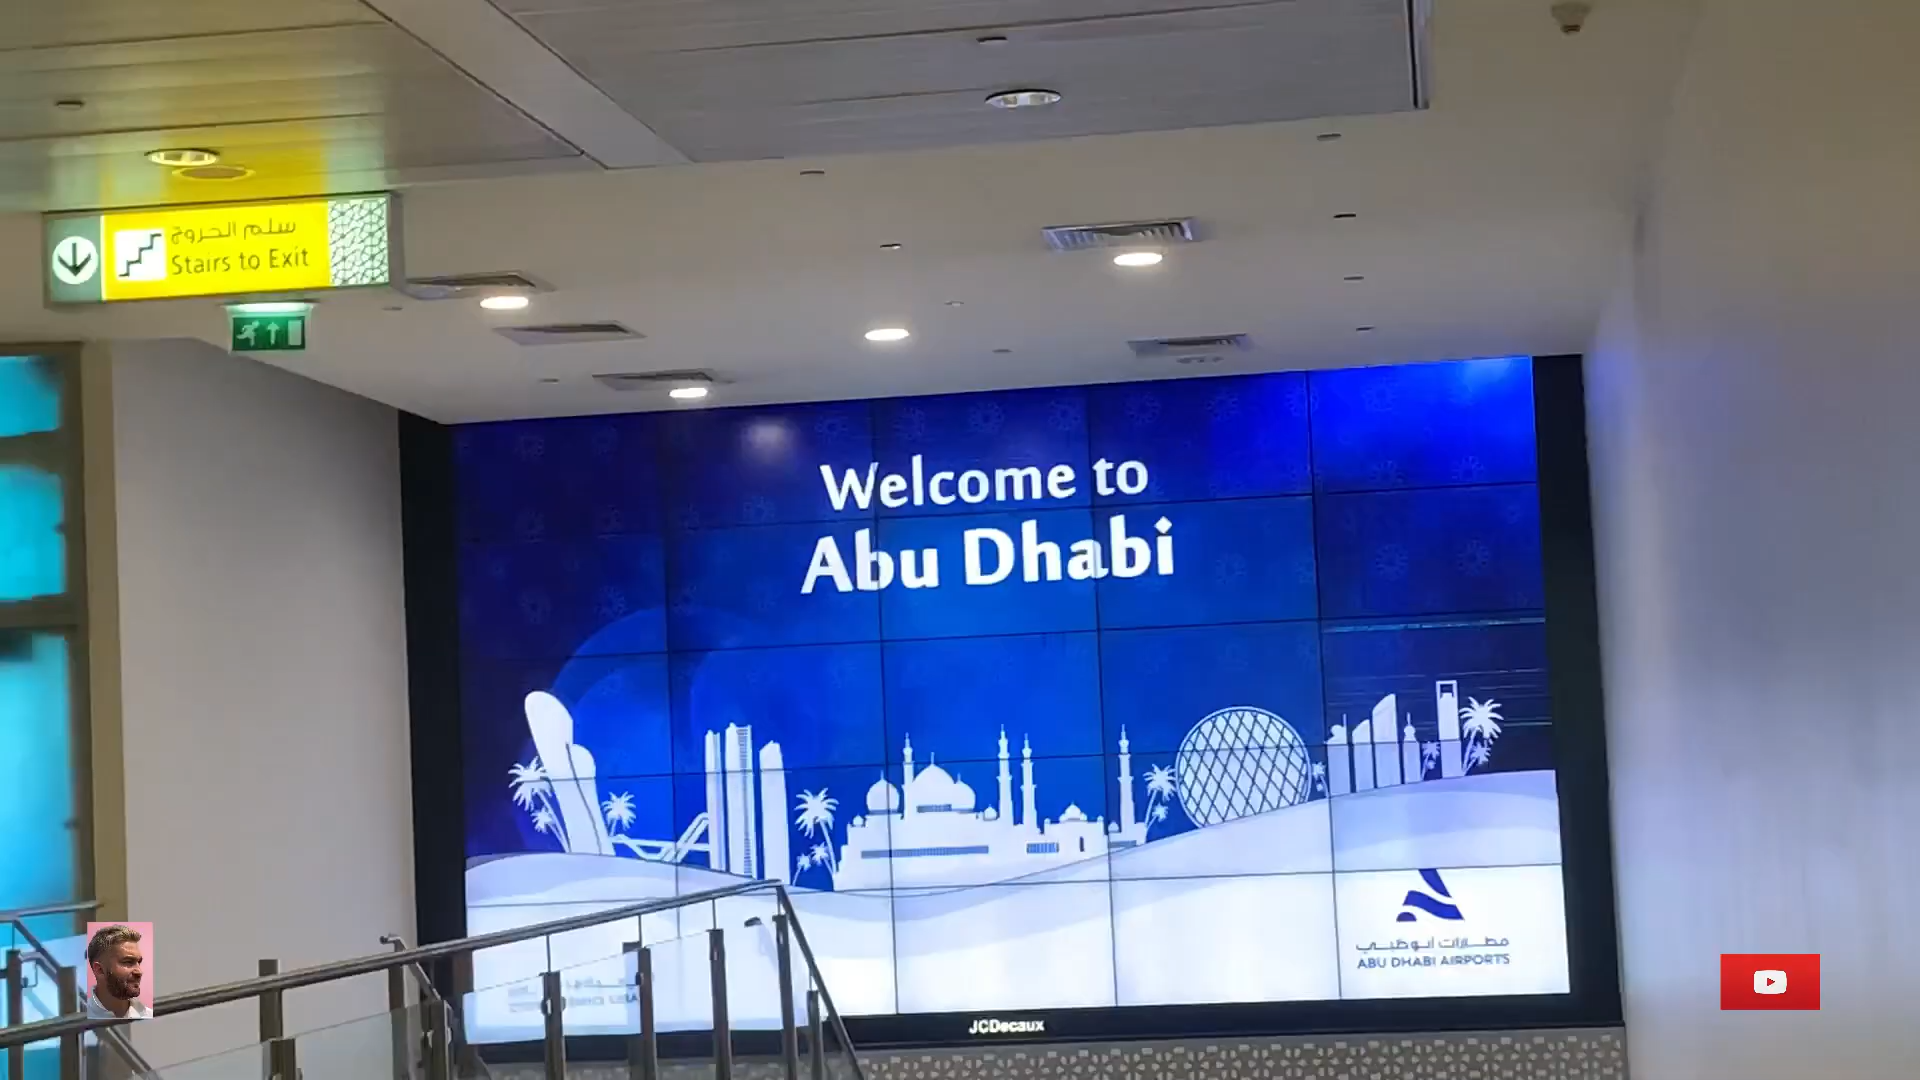 سلم الخروج
Stairs to Exit
Welcome to
Abu Dhabi
مطارات أبوظبي
ABU DHABI AIRPORTS
JCDecaux